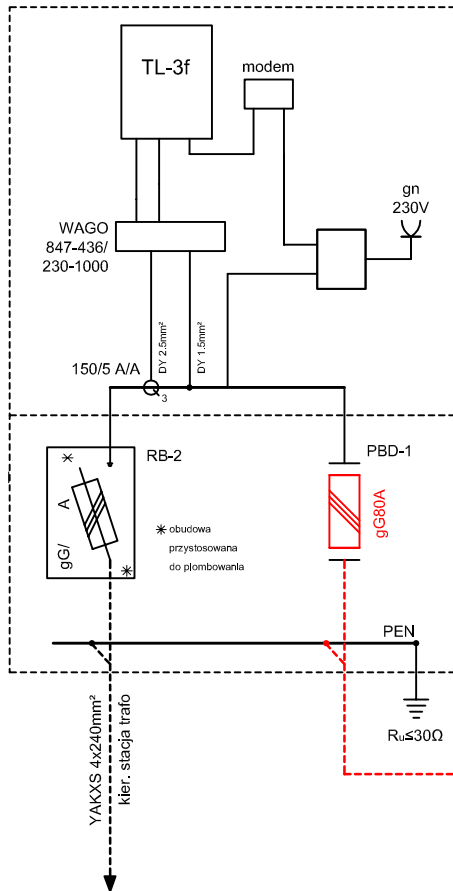 TL-3f
modem
gn
230V
WAGO
847-436/
230-1000
DY 2.5mm²
DY 1.5mm²
150/5 A/A
3
RB-2
PBD-1
gG/ A
gG80A
* obudowa
przystosowana
do plombowania
PEN
Ru≤30Ω
YAKXS 4x240mm²
kier. stacja trafo